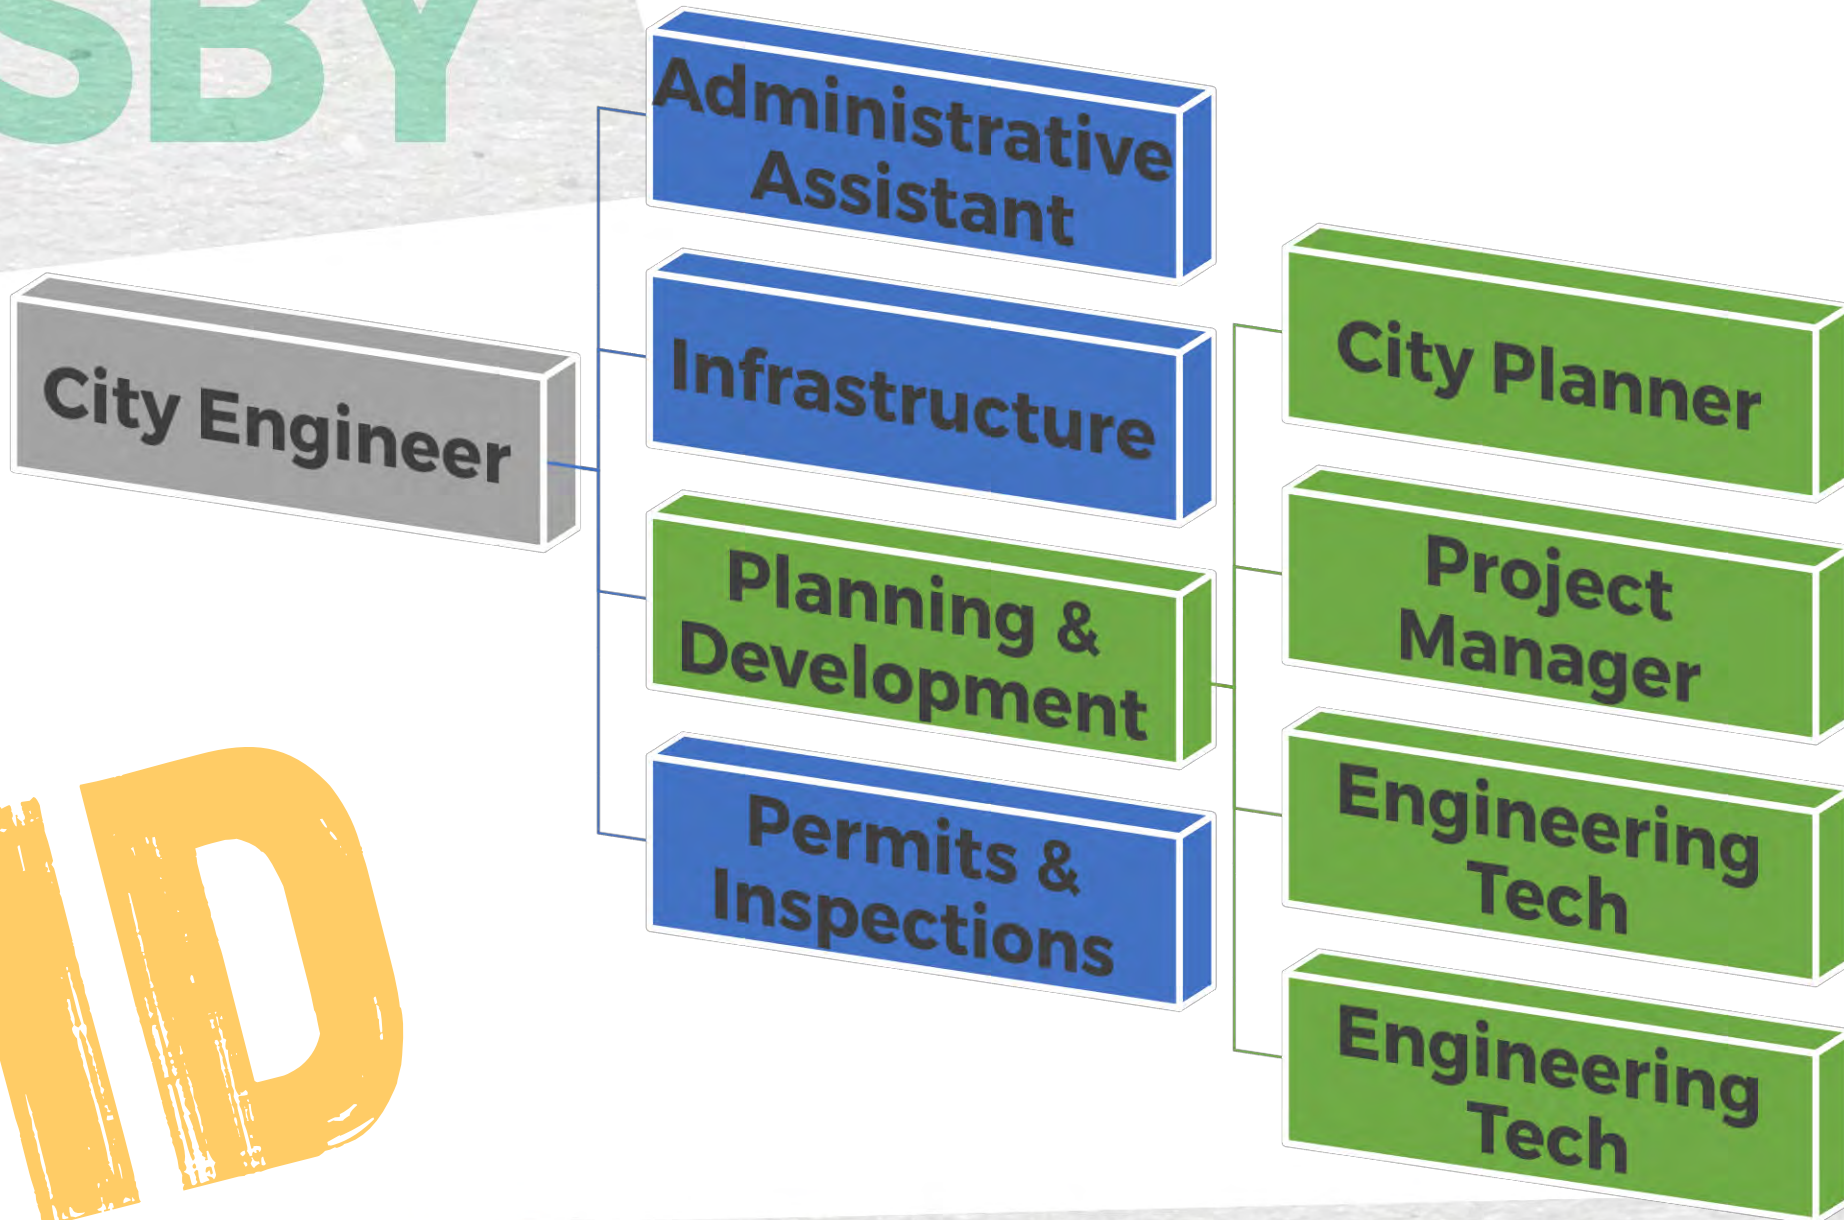 SBY
City Engineer
Administrative
Assistant
Infrastructure
Planning &
Development
Permits &
Inspections
City Planner
Project
Manager
Engineering
Tech
Engineering
Tech
ID